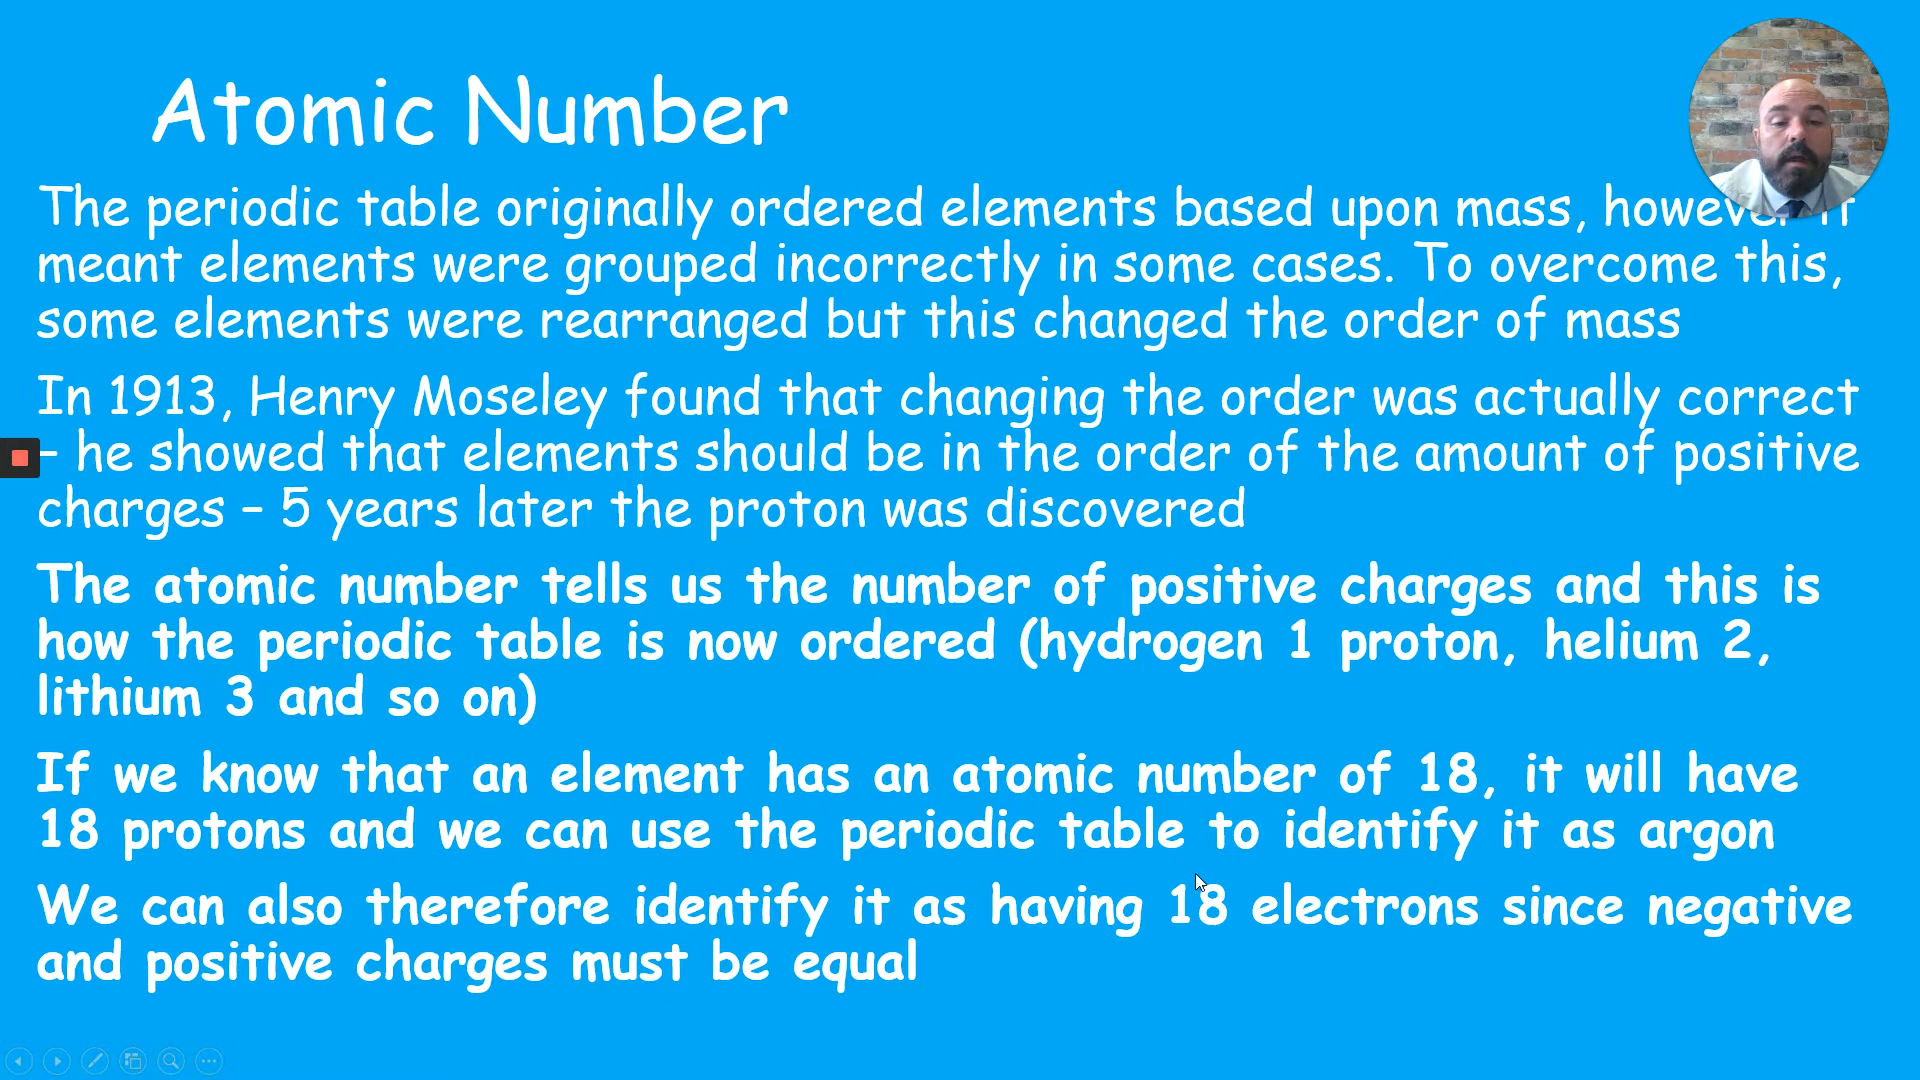 Atomic Number
The periodic table originally ordered elements based upon mass, however it
meant elements were grouped incorrectly in some cases. To overcome this,
some elements were rearranged but this changed the order of mass
In 1913, Henry Moseley found that changing the order was actually correct
– he showed that elements should be in the order of the amount of positive
charges – 5 years later the proton was discovered
The atomic number tells us the number of positive charges and this is
how the periodic table is now ordered (hydrogen 1 proton, helium 2,
lithium 3 and so on)
If we know that an element has an atomic number of 18, it will have
18 protons and we can use the periodic table to identify it as argon
We can also therefore identify it as having 18 electrons since negative
and positive charges must be equal